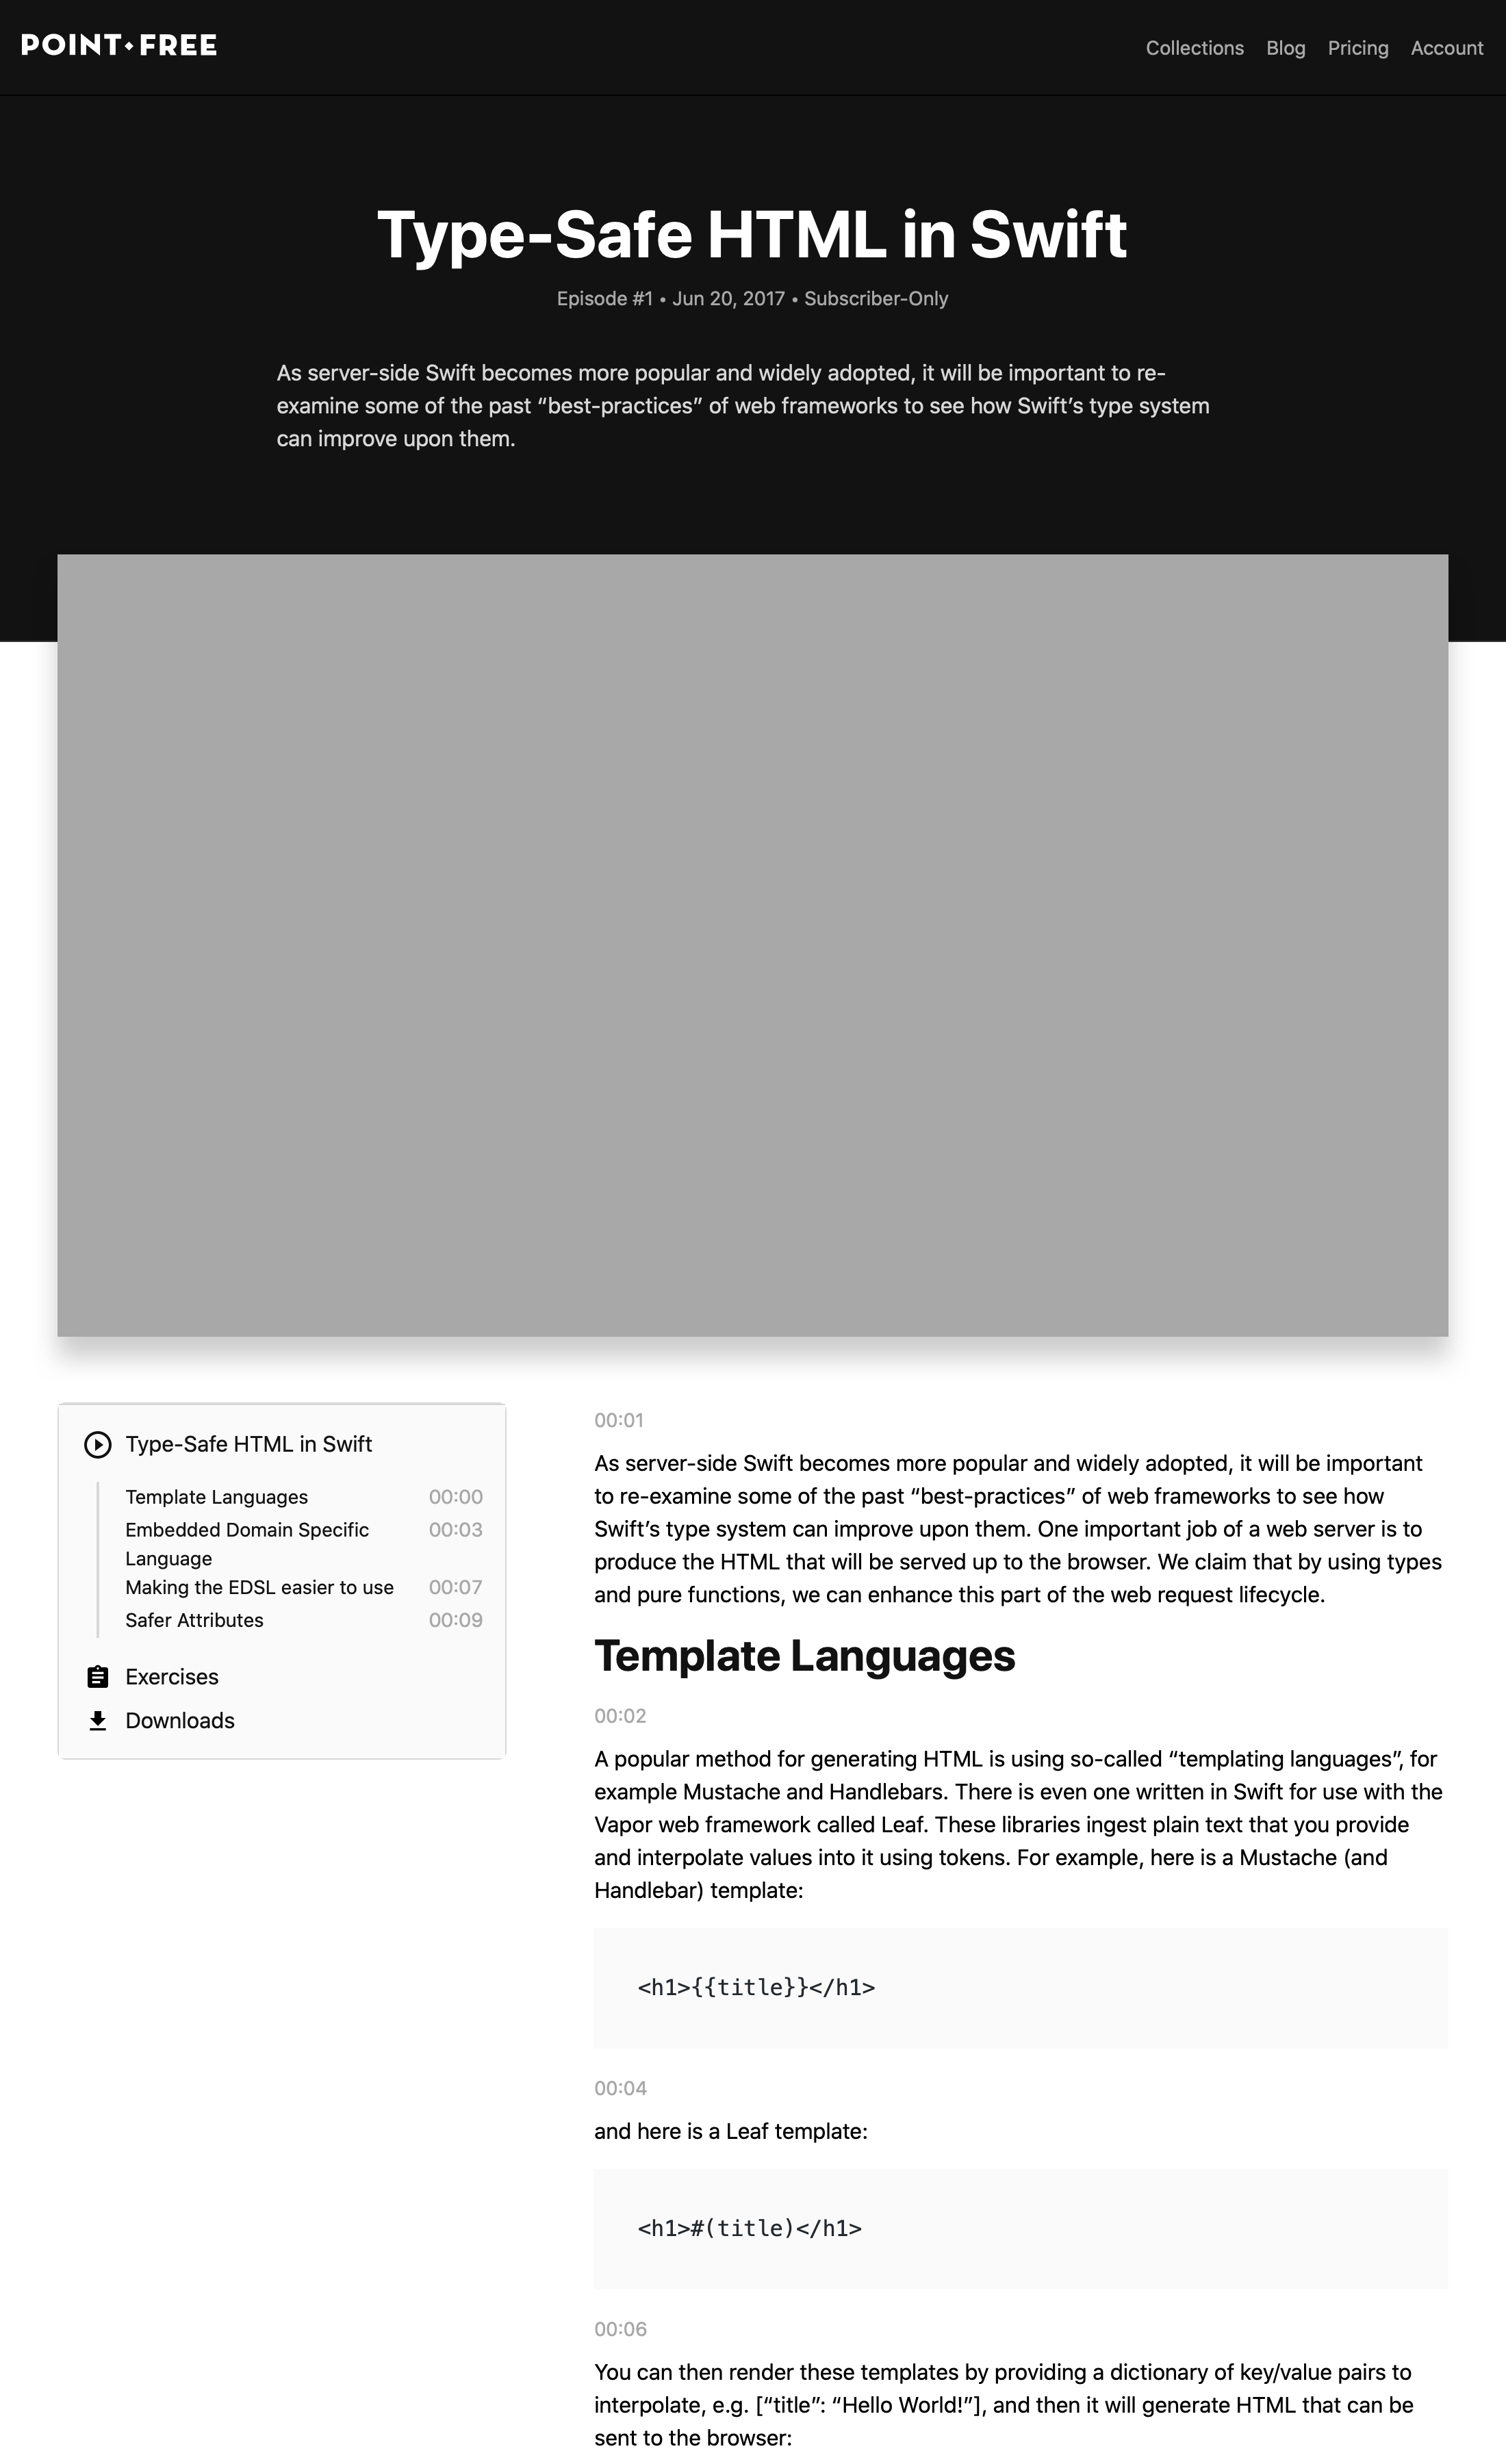 POINT•FREE
Collections Blog Pricing Account
Type-Safe HTML in Swift
Episode #1 • Jun 20, 2017 • Subscriber-Only
As server-side Swift becomes more popular and widely adopted, it will be important to re-
examine some of the past “best-practices” of web frameworks to see how Swift’s type system
can improve upon them.
Type-Safe HTML in Swift
Template Languages 00:00
Embedded Domain Specific 00:03
Language
Making the EDSL easier to use 00:07
Safer Attributes 00:09
Exercises
Downloads
00:01
As server-side Swift becomes more popular and widely adopted, it will be important
to re-examine some of the past “best-practices” of web frameworks to see how
Swift’s type system can improve upon them. One important job of a web server is to
produce the HTML that will be served up to the browser. We claim that by using types
and pure functions, we can enhance this part of the web request lifecycle.
Template Languages
00:02
A popular method for generating HTML is using so-called “templating languages”, for
example Mustache and Handlebars. There is even one written in Swift for use with the
Vapor web framework called Leaf. These libraries ingest plain text that you provide
and interpolate values into it using tokens. For example, here is a Mustache (and
Handlebar) template:
<h1>{{title}}</h1>
00:04
and here is a Leaf template:
<h1>#(title)</h1>
00:06
You can then render these templates by providing a dictionary of key/value pairs to
interpolate, e.g. [“title”: “Hello World!”], and then it will generate HTML that can be
sent to the browser: